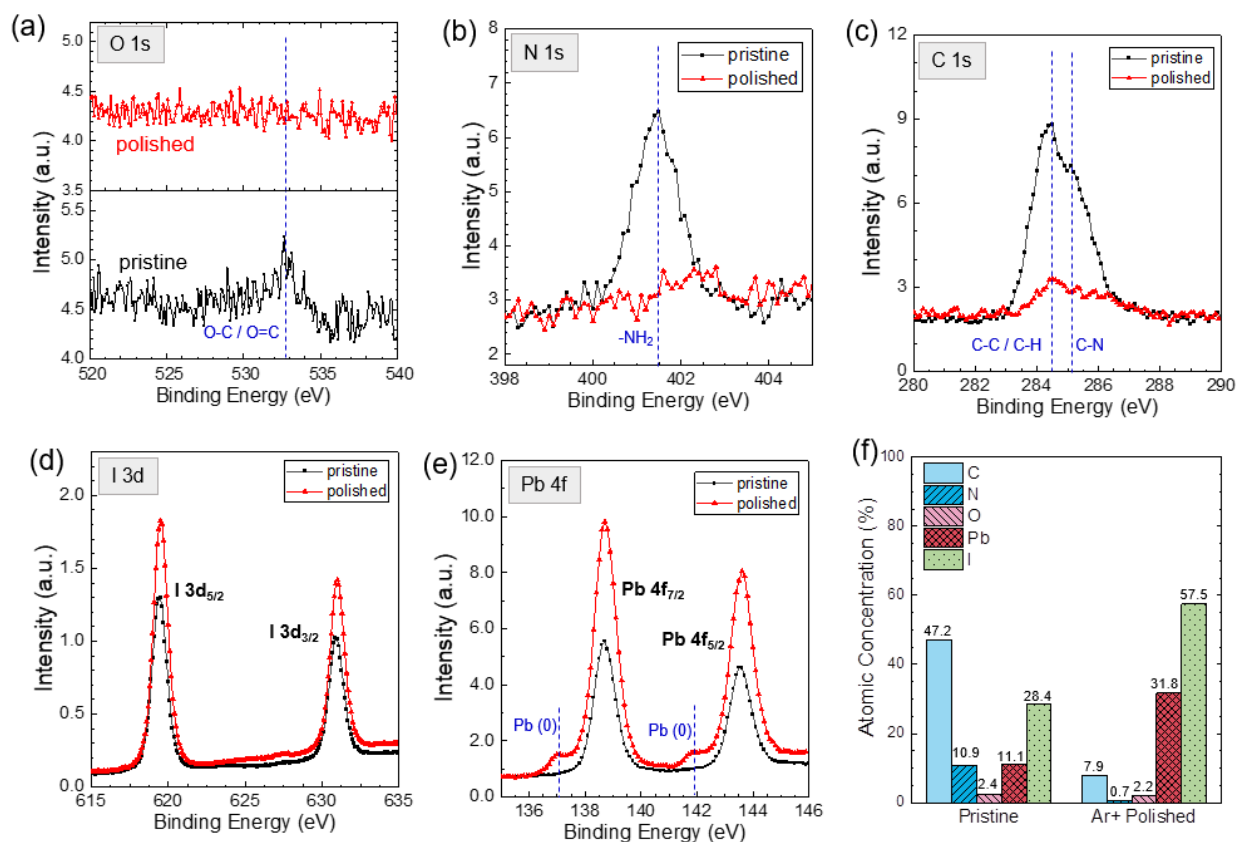 (a)
O 1s
5.0
4.5
4.0
3.5
polished
5.5
5.0
4.5
4.0
pristine
O-C / O=C
520 525 530 535 540
Binding Energy (eV)
Intensity (a.u.)
(b)
N 1s
pristine
polished
8
7
6
5
4
3
2
-NH₂
398 400 402 404
Binding Energy (eV)
Intensity (a.u.)
(c)
C 1s
pristine
polished
12
9
6
3
0
C-C / C-H
C-N
280 282 284 286 288 290
Binding Energy (eV)
Intensity (a.u.)
(d)
I 3d
pristine
polished
2.0
1.5
1.0
0.5
0.0
I 3d5/2
I 3d3/2
615 620 625 630 635
Binding Energy (eV)
Intensity (a.u.)
(e)
Pb 4f
pristine
polished
12.0
10.0
8.0
6.0
4.0
2.0
0.0
Pb 4f7/2
Pb 4f5/2
Pb (0)
Pb (0)
136 138 140 142 144 146
Binding Energy (eV)
Intensity (a.u.)
(f)
C
N
O
Pb
I
100
80
60
40
20
0
47.2
10.9
2.4
11.1
28.4
7.9
0.7
2.2
31.8
57.5
Pristine Ar+ Polished
Atomic Concentration (%)